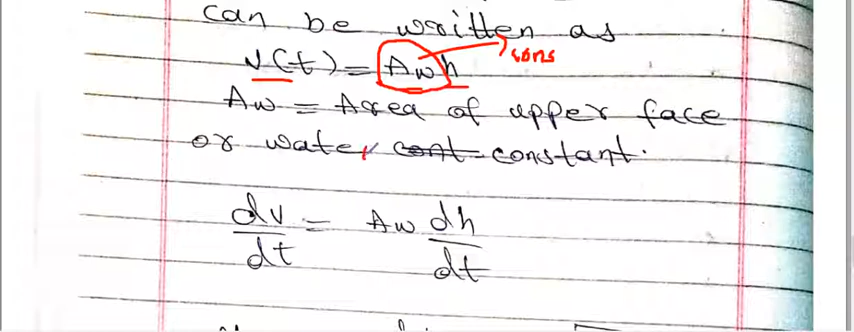 can be written as
V(t) = Awh
cons
Aw = Area of upper face
or water cont constant.
dv/dt = Aw dh/dt